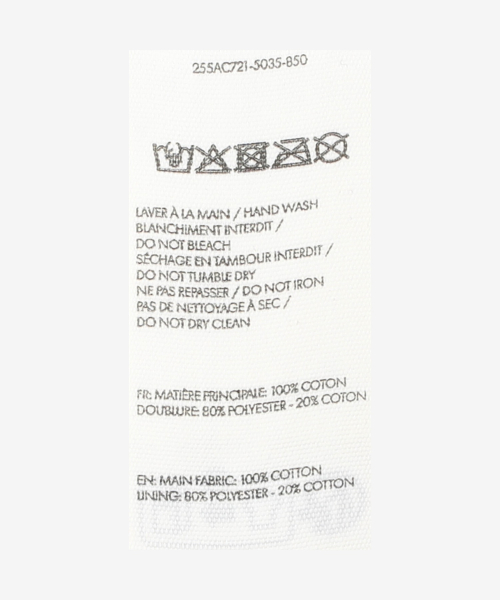 255AC721-5035-850
LAVER À LA MAIN / HAND WASH
BLANCHIMENT INTERDIT /
DO NOT BLEACH
SÉCHAGE EN TAMBOUR INTERDIT /
DO NOT TUMBLE DRY
NE PAS REPASSER / DO NOT IRON
PAS DE NETTOYAGE À SEC /
DO NOT DRY CLEAN
FR: MATIÈRE PRINCIPALE: 100% COTON
DOUBLURE: 80% POLYESTER - 20% COTON
EN: MAIN FABRIC: 100% COTTON
LINING: 80% POLYESTER - 20% COTTON